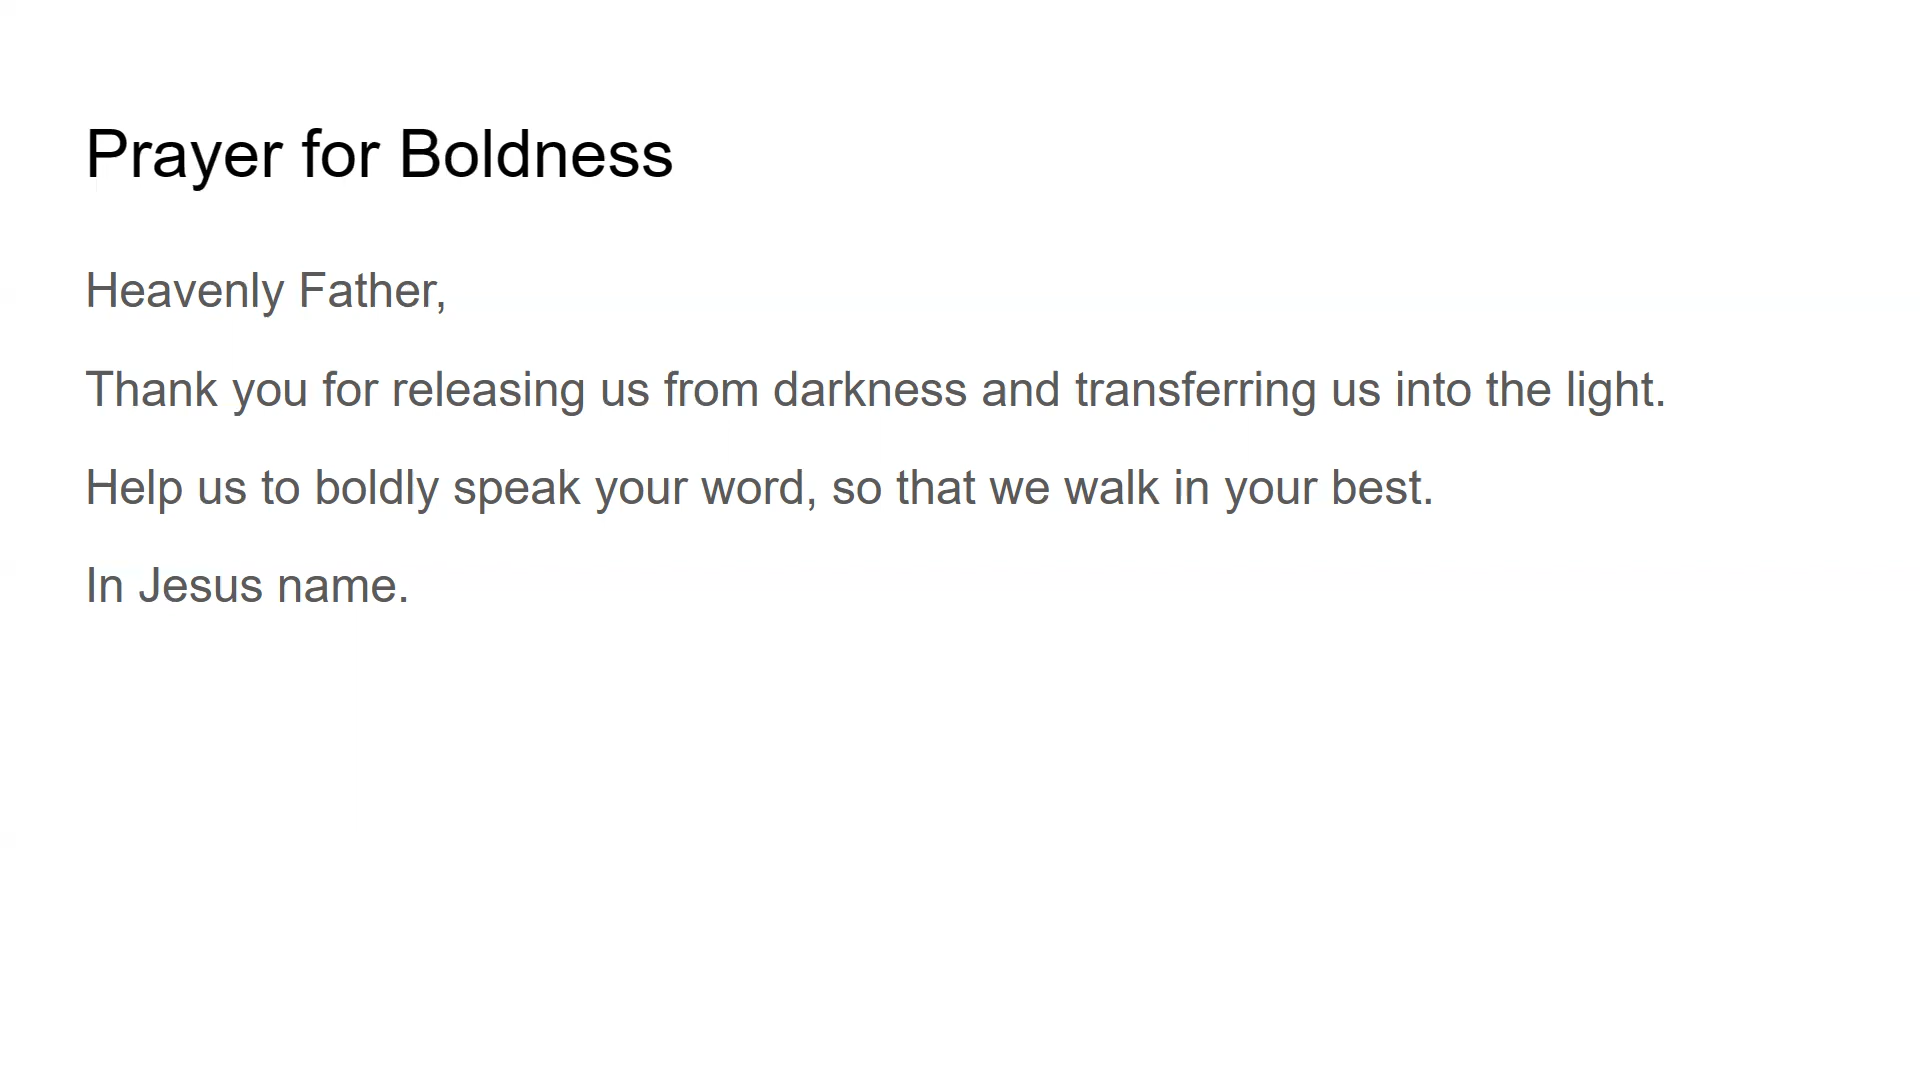 Prayer for Boldness
Heavenly Father,
Thank you for releasing us from darkness and transferring us into the light.
Help us to boldly speak your word, so that we walk in your best.
In Jesus name.